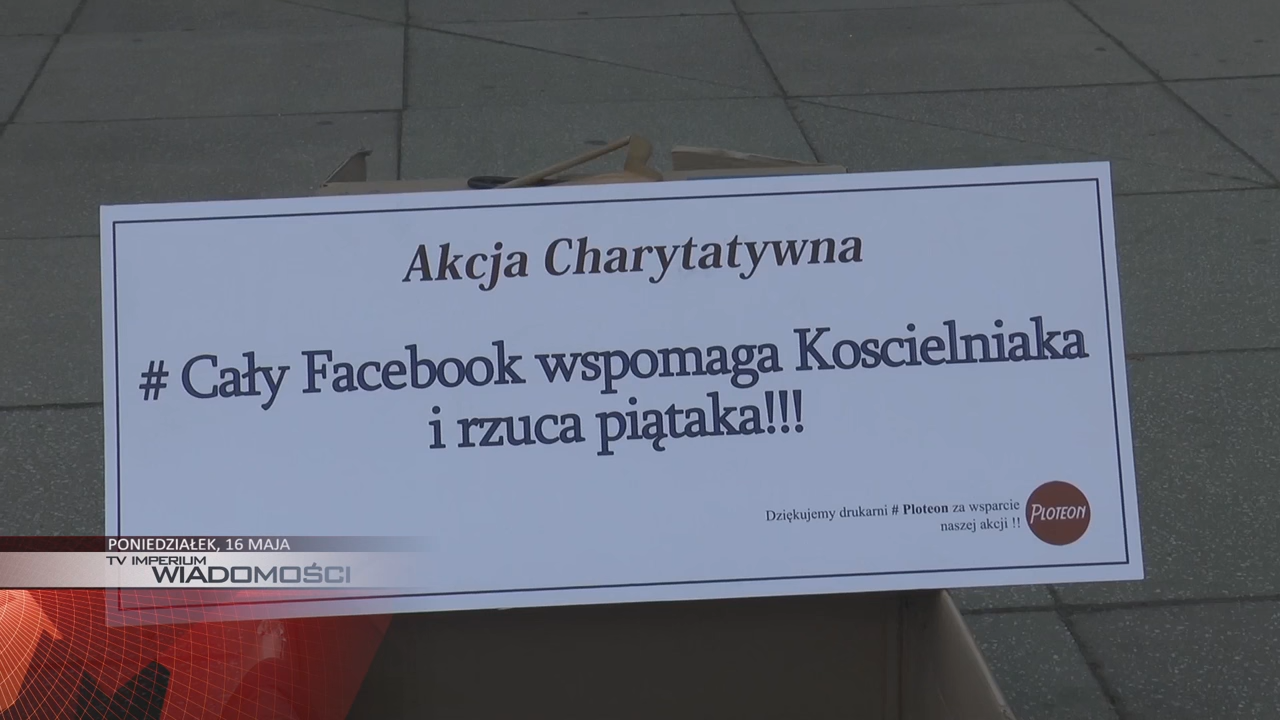 Akcja Charytatywna
# Cały Facebook wspomaga Koscielniaka
i rzuca piątaka!!!
Dziękujemy drukarni # Ploteon za wsparcie
naszej akcji !!
PLOTEON
PONIEDZIAŁEK, 16 MAJA
TV IMPERIUM
WIADOMOŚCI